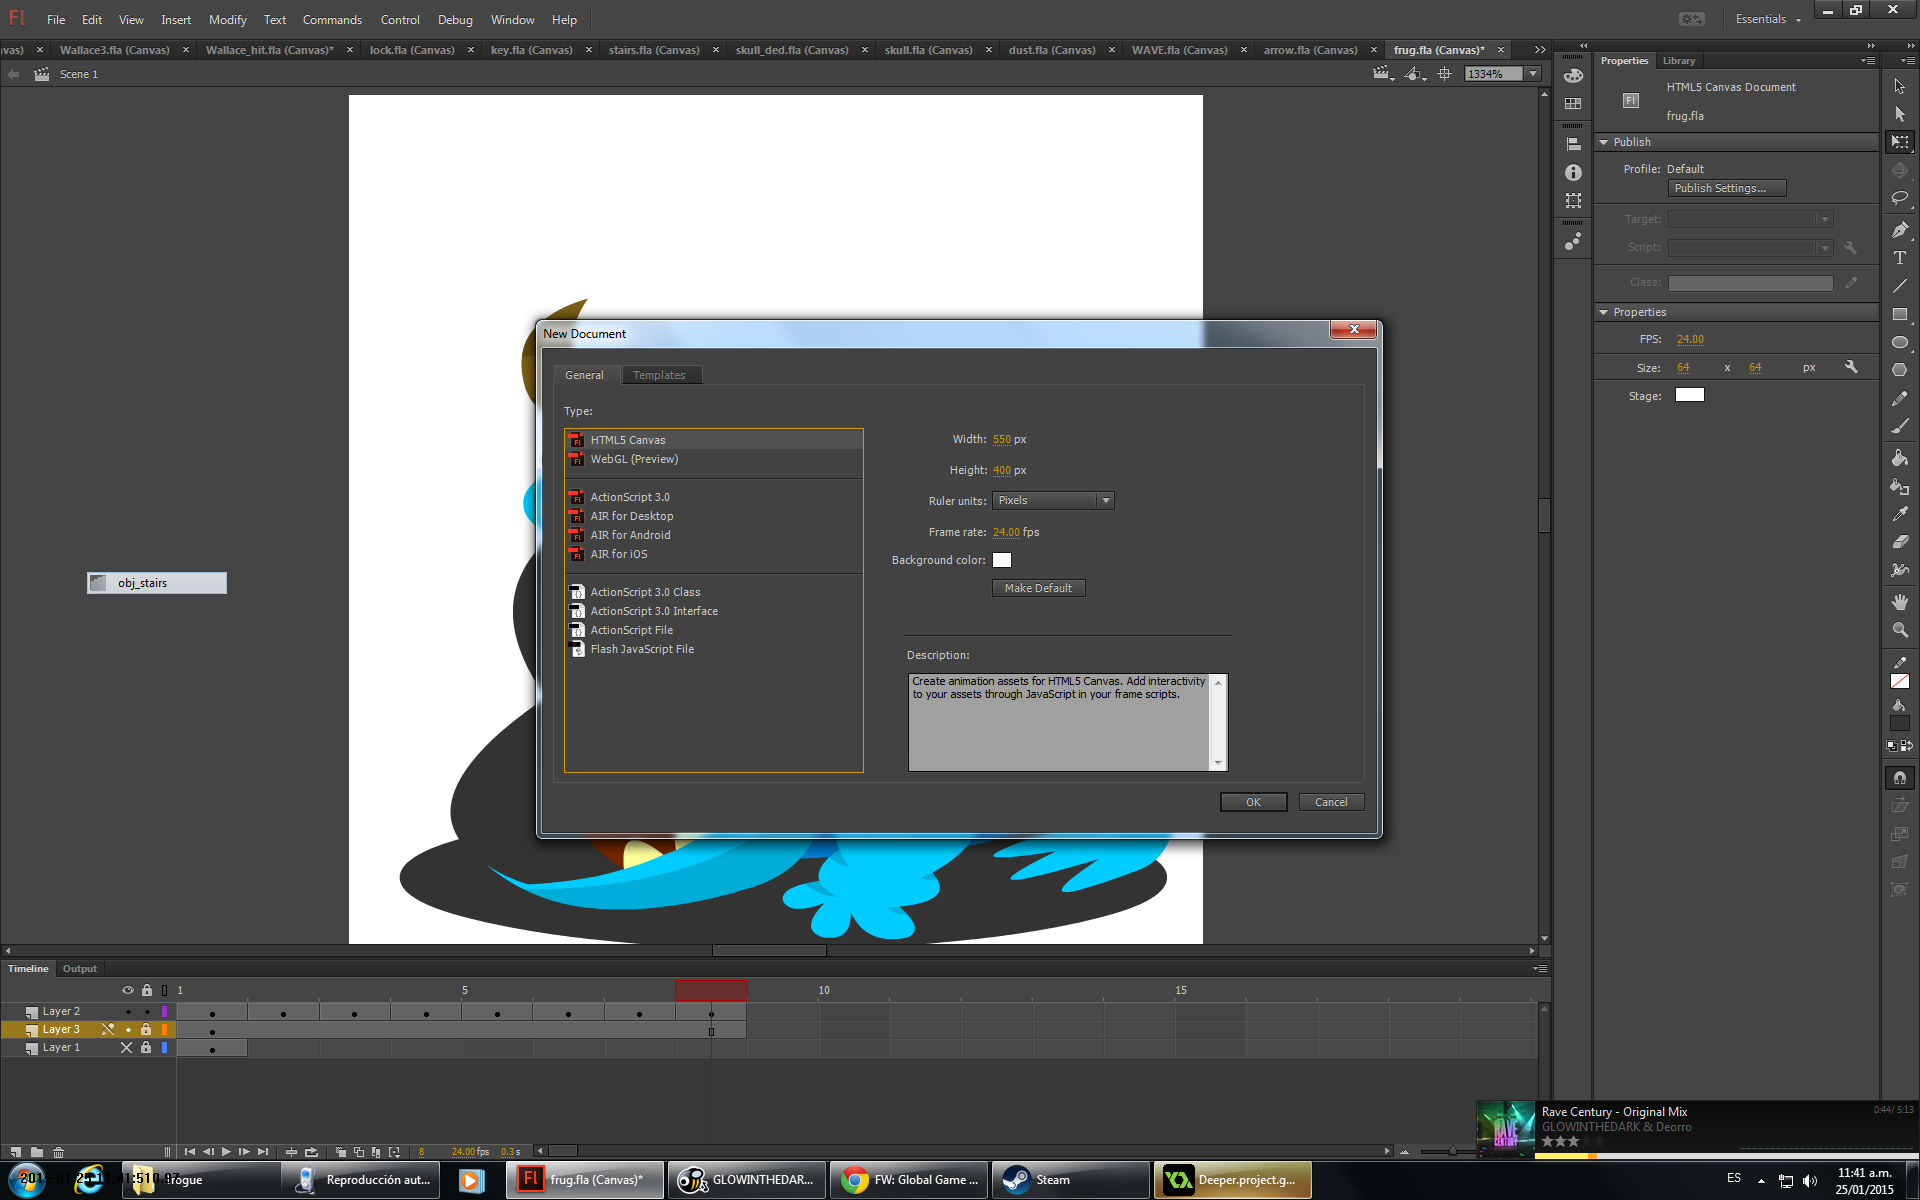 Fl File Edit View Insert Modify Text Commands Control Debug Window Help Essentials
vas) × Wallace3.fla (Canvas) × Wallace_hit.fla (Canvas)* × lock.fla (Canvas) × key.fla (Canvas) × stairs.fla (Canvas) × skull_ded.fla (Canvas) × skull.fla (Canvas) × dust.fla (Canvas) × WAVE.fla (Canvas) × arrow.fla (Canvas) × frug.fla (Canvas)* ×
Scene 1 1334%
Properties Library
Fl HTML5 Canvas Document
frug.fla
Publish
Profile: Default
Publish Settings...
Target:
Script:
Class:
Properties
FPS: 24.00
Size: 64 x 64 px
Stage:
New Document
General Templates
Type:
HTML5 Canvas
WebGL (Preview)
ActionScript 3.0
AIR for Desktop
AIR for Android
AIR for iOS
ActionScript 3.0 Class
ActionScript 3.0 Interface
ActionScript File
Flash JavaScript File
Width: 550 px
Height: 400 px
Ruler units: Pixels
Frame rate: 24.00 fps
Background color:
Make Default
Description:
Create animation assets for HTML5 Canvas. Add interactivity
to your assets through JavaScript in your frame scripts.
OK Cancel
obj_stairs
Timeline Output
1 5 10 15
Layer 2
Layer 3
Layer 1
8 24.00 fps 0.3 s
RAVE CENTURY
Rave Century - Original Mix 0:44/ 5:13
GLOWINTHEDARK & Deorro
Reproducción aut...
frug.fla (Canvas)*
GLOWINTHEDAR...
FW: Global Game ...
Steam
Deeper.project.g...
ES
11:41 a.m.
25/01/2015